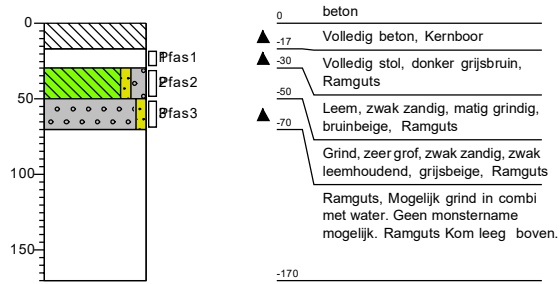 0
50
100
150
Pfas1
Pfas2
Pfas3
0
beton
-17
Volledig beton, Kernboor
-30
Volledig stol, donker grijsbruin,
Ramguts
-50
Leem, zwak zandig, matig grindig,
bruinbeige, Ramguts
-70
Grind, zeer grof, zwak zandig, zwak
leemhoudend, grijsbeige, Ramguts
Ramguts, Mogelijk grind in combi
met water. Geen monstername
mogelijk. Ramguts Kom leeg boven.
-170